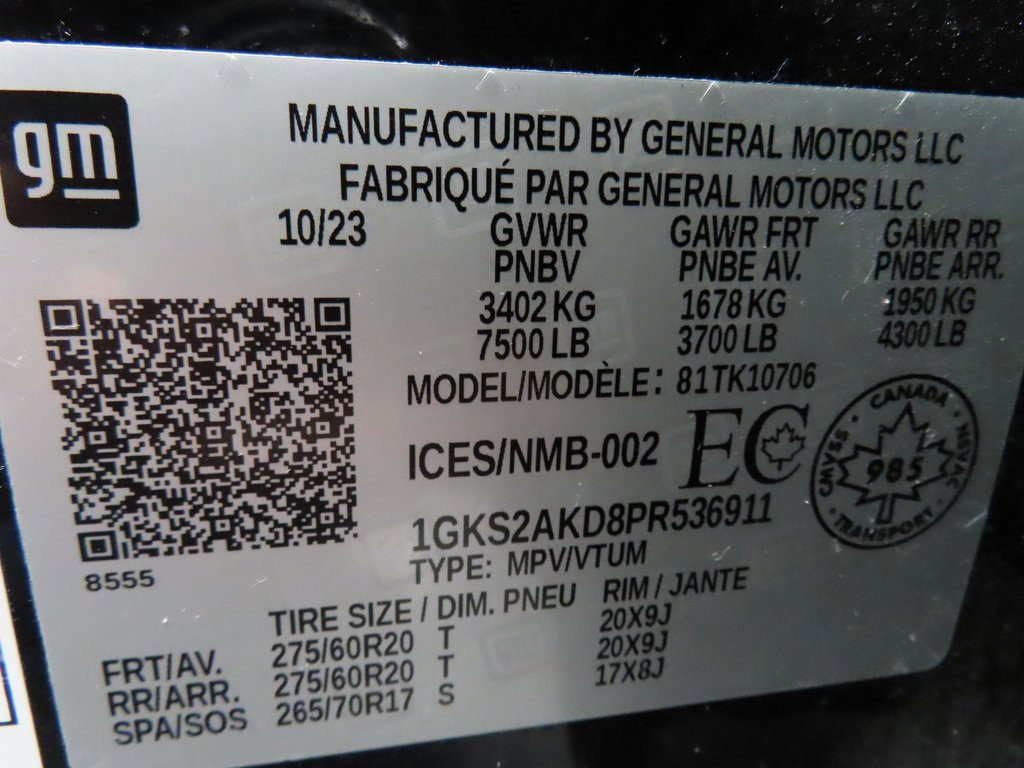 gm
MANUFACTURED BY GENERAL MOTORS LLC
FABRIQUÉ PAR GENERAL MOTORS LLC
10/23 GVWR GAWR FRT GAWR RR
PNBV PNBE AV. PNBE ARR.
3402 KG 1678 KG 1950 KG
7500 LB 3700 LB 4300 LB
MODEL/MODÈLE: 81TK10706
ICES/NMB-002 EC
CANADA
CMVSS 985 NSVAC
TRANSPORT
1GKS2AKD8PR536911
TYPE: MPV/VTUM
8555
TIRE SIZE / DIM. PNEU RIM / JANTE
FRT/AV. 275/60R20 T 20X9J
RR/ARR. 275/60R20 T 20X9J
SPA/SOS 265/70R17 S 17X8J